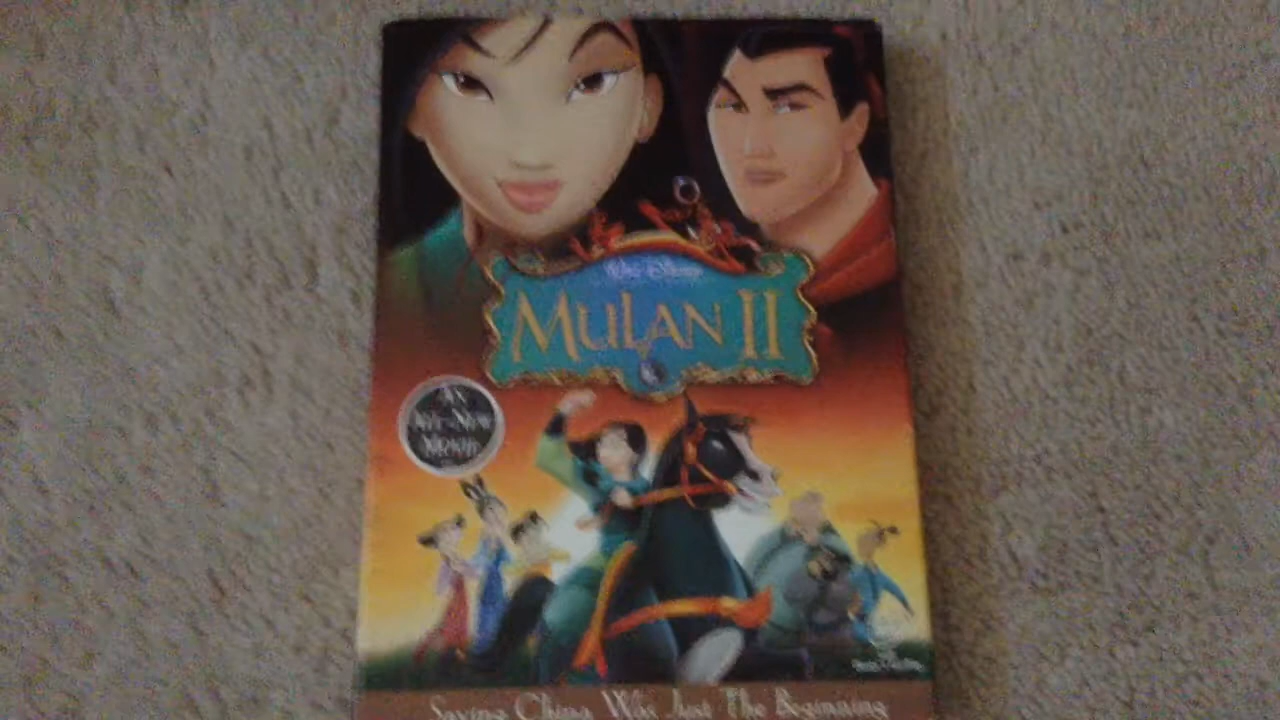 Walt Disney
MULAN II
AN
ALL-NEW
MOVIE
Saving China Was Just The Beginning